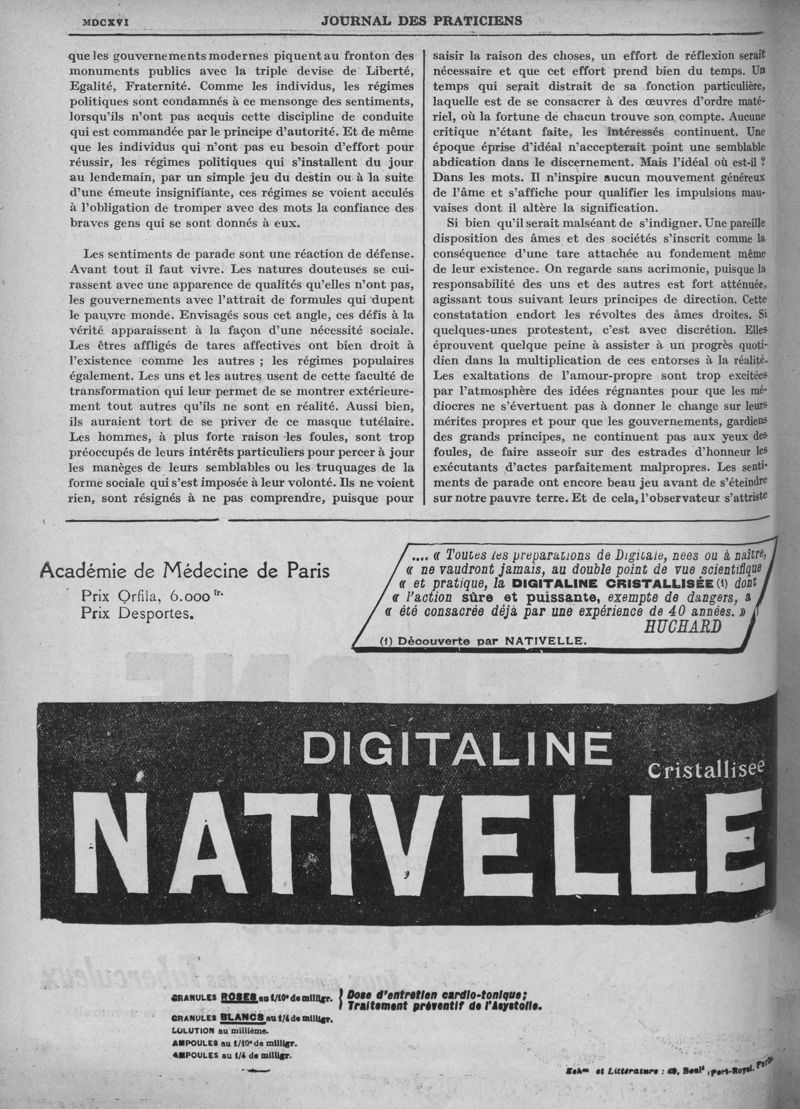 MDCXVI
JOURNAL DES PRATICIENS
que les gouvernements modernes piquent au fronton des
monuments publics avec la triple devise de Liberté,
Egalité, Fraternité. Comme les individus, les régimes
politiques sont condamnés à ce mensonge des sentiments,
lorsqu'ils n'ont pas acquis cette discipline de conduite
qui est commandée par le principe d'autorité. Et de même
que les individus qui n'ont pas eu besoin d'effort pour
réussir, les régimes politiques qui s'installent du jour
au lendemain, par un simple jeu du destin ou à la suite
d'une émeute insignifiante, ces régimes se voient acculés
à l'obligation de tromper avec des mots la confiance des
braves gens qui se sont donnés à eux.
Les sentiments de parade sont une réaction de défense.
Avant tout il faut vivre. Les natures douteuses se cui-
rassent avec une apparence de qualités qu'elles n'ont pas,
les gouvernements avec l'attrait de formules qui dupent
le pauvre monde. Envisagés sous cet angle, ces défis à la
vérité apparaissent à la façon d'une nécessité sociale.
Les êtres affligés de tares affectives ont bien droit à
l'existence comme les autres ; les régimes populaires
également. Les uns et les autres usent de cette faculté de
transformation qui leur permet de se montrer extérieure-
ment tout autres qu'ils ne sont en réalité. Aussi bien,
ils auraient tort de se priver de ce masque tutélaire.
Les hommes, à plus forte raison les foules, sont trop
préoccupés de leurs intérêts particuliers pour percer à jour
les manèges de leurs semblables ou les truquages de la
forme sociale qui s'est imposée à leur volonté. Ils ne voient
rien, sont résignés à ne pas comprendre, puisque pour
saisir la raison des choses, un effort de réflexion serait
nécessaire et que cet effort prend bien du temps. Un
temps qui serait distrait de sa fonction particulière,
laquelle est de se consacrer à des œuvres d'ordre maté-
riel, où la fortune de chacun trouve son compte. Aucune
critique n'étant faite, les intéressés continuent. Une
époque éprise d'idéal n'accepterait point une semblable
abdication dans le discernement. Mais l'idéal où est-il ?
Dans les mots. Il n'inspire aucun mouvement généreux
de l'âme et s'affiche pour qualifier les impulsions mau-
vaises dont il altère la signification.
Si bien qu'il serait malséant de s'indigner. Une pareille
disposition des âmes et des sociétés s'inscrit comme la
conséquence d'une tare attachée au fondement même
de leur existence. On regarde sans acrimonie, puisque la
responsabilité des uns et des autres est fort atténuée,
agissant tous suivant leurs principes de direction. Cette
constatation endort les révoltes des âmes droites. Si
quelques-unes protestent, c'est avec discrétion. Elles
éprouvent quelque peine à assister à un progrès quoti-
dien dans la multiplication de ces entorses à la réalité.
Les exaltations de l'amour-propre sont trop excitées
par l'atmosphère des idées régnantes pour que les mé-
diocres ne s'évertuent pas à donner le change sur leurs
mérites propres et pour que les gouvernements, gardiens
des grands principes, ne continuent pas aux yeux des
foules, de faire asseoir sur des estrades d'honneur les
exécutants d'actes parfaitement malpropres. Les senti-
ments de parade ont encore beau jeu avant de s'éteindre
sur notre pauvre terre. Et de cela, l'observateur s'attriste
Académie de Médecine de Paris
Prix Orfila, 6.000 fr.
Prix Desportes.
.... « Toutes les préparations de Digitale, nées ou à naître,
« ne vaudront jamais, au double point de vue scientifique
« et pratique, la DIGITALINE CRISTALLISÉE (1) dont
« l'action sûre et puissante, exempte de dangers, a
« été consacrée déjà par une expérience de 40 années. »
HUCHARD
(1) Découverte par NATIVELLE.
DIGITALINE
Cristallisée
NATIVELLE
GRANULES ROSES au 1/10e de milligr. } Dose d'entretien cardio-tonique;
Traitement préventif de l'Asystolie.
GRANULES BLANCS au 1/4 de milligr.
SOLUTION au millième.
AMPOULES au 1/10e de milligr.
AMPOULES au 1/4 de milligr.
Echon et Littérature : 49, Bould, Port-Royal, Paris